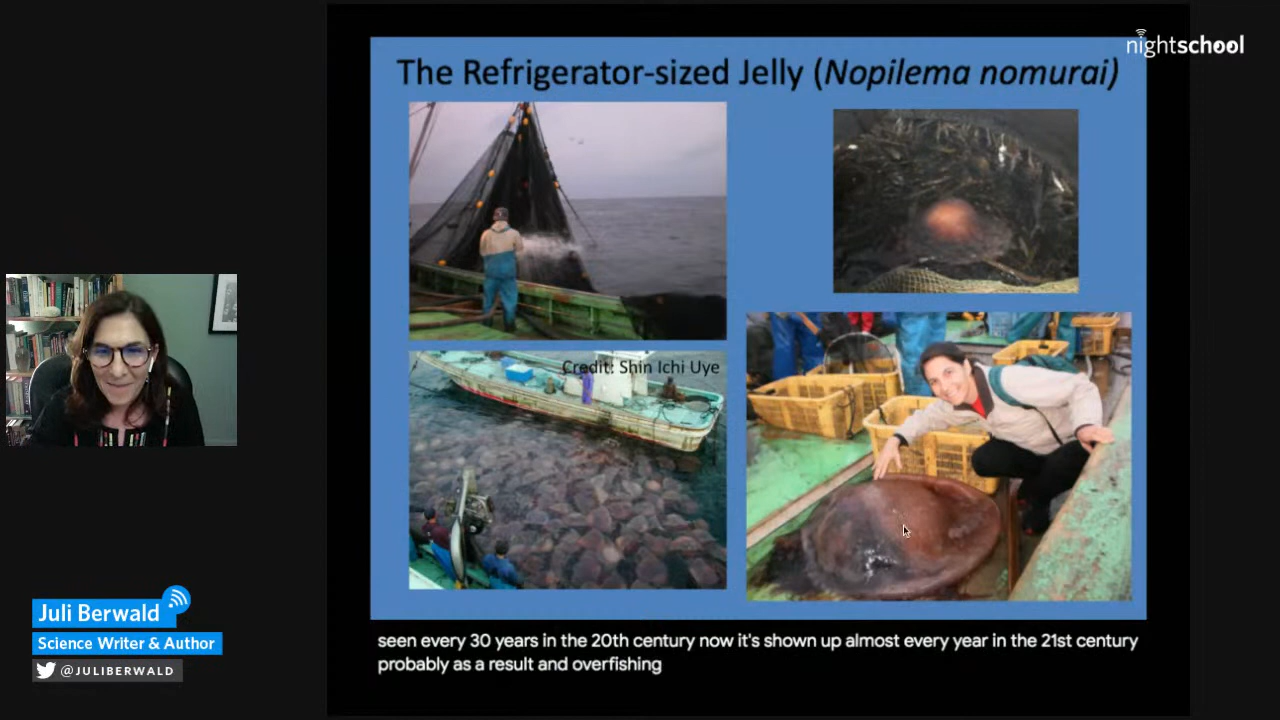 nightschool
The Refrigerator-sized Jelly (Nopilema nomurai)
Credit: Shin Ichi Uye
Juli Berwald
Science Writer & Author
@JULIBERWALD
seen every 30 years in the 20th century now it's shown up almost every year in the 21st century
probably as a result and overfishing